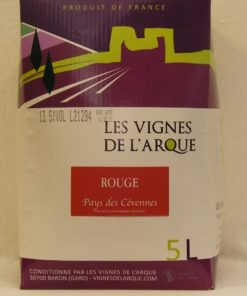 PRODUIT DE FRANCE
13.5%VOL L21294
LES VIGNES
DE L'ARQUE
ROUGE
Pays des Cévennes
5L
CONDITIONNÉ PAR LES VIGNES DE L'ARQUE
30700 BARON (GARD) - VIGNESDELARQUE.COM